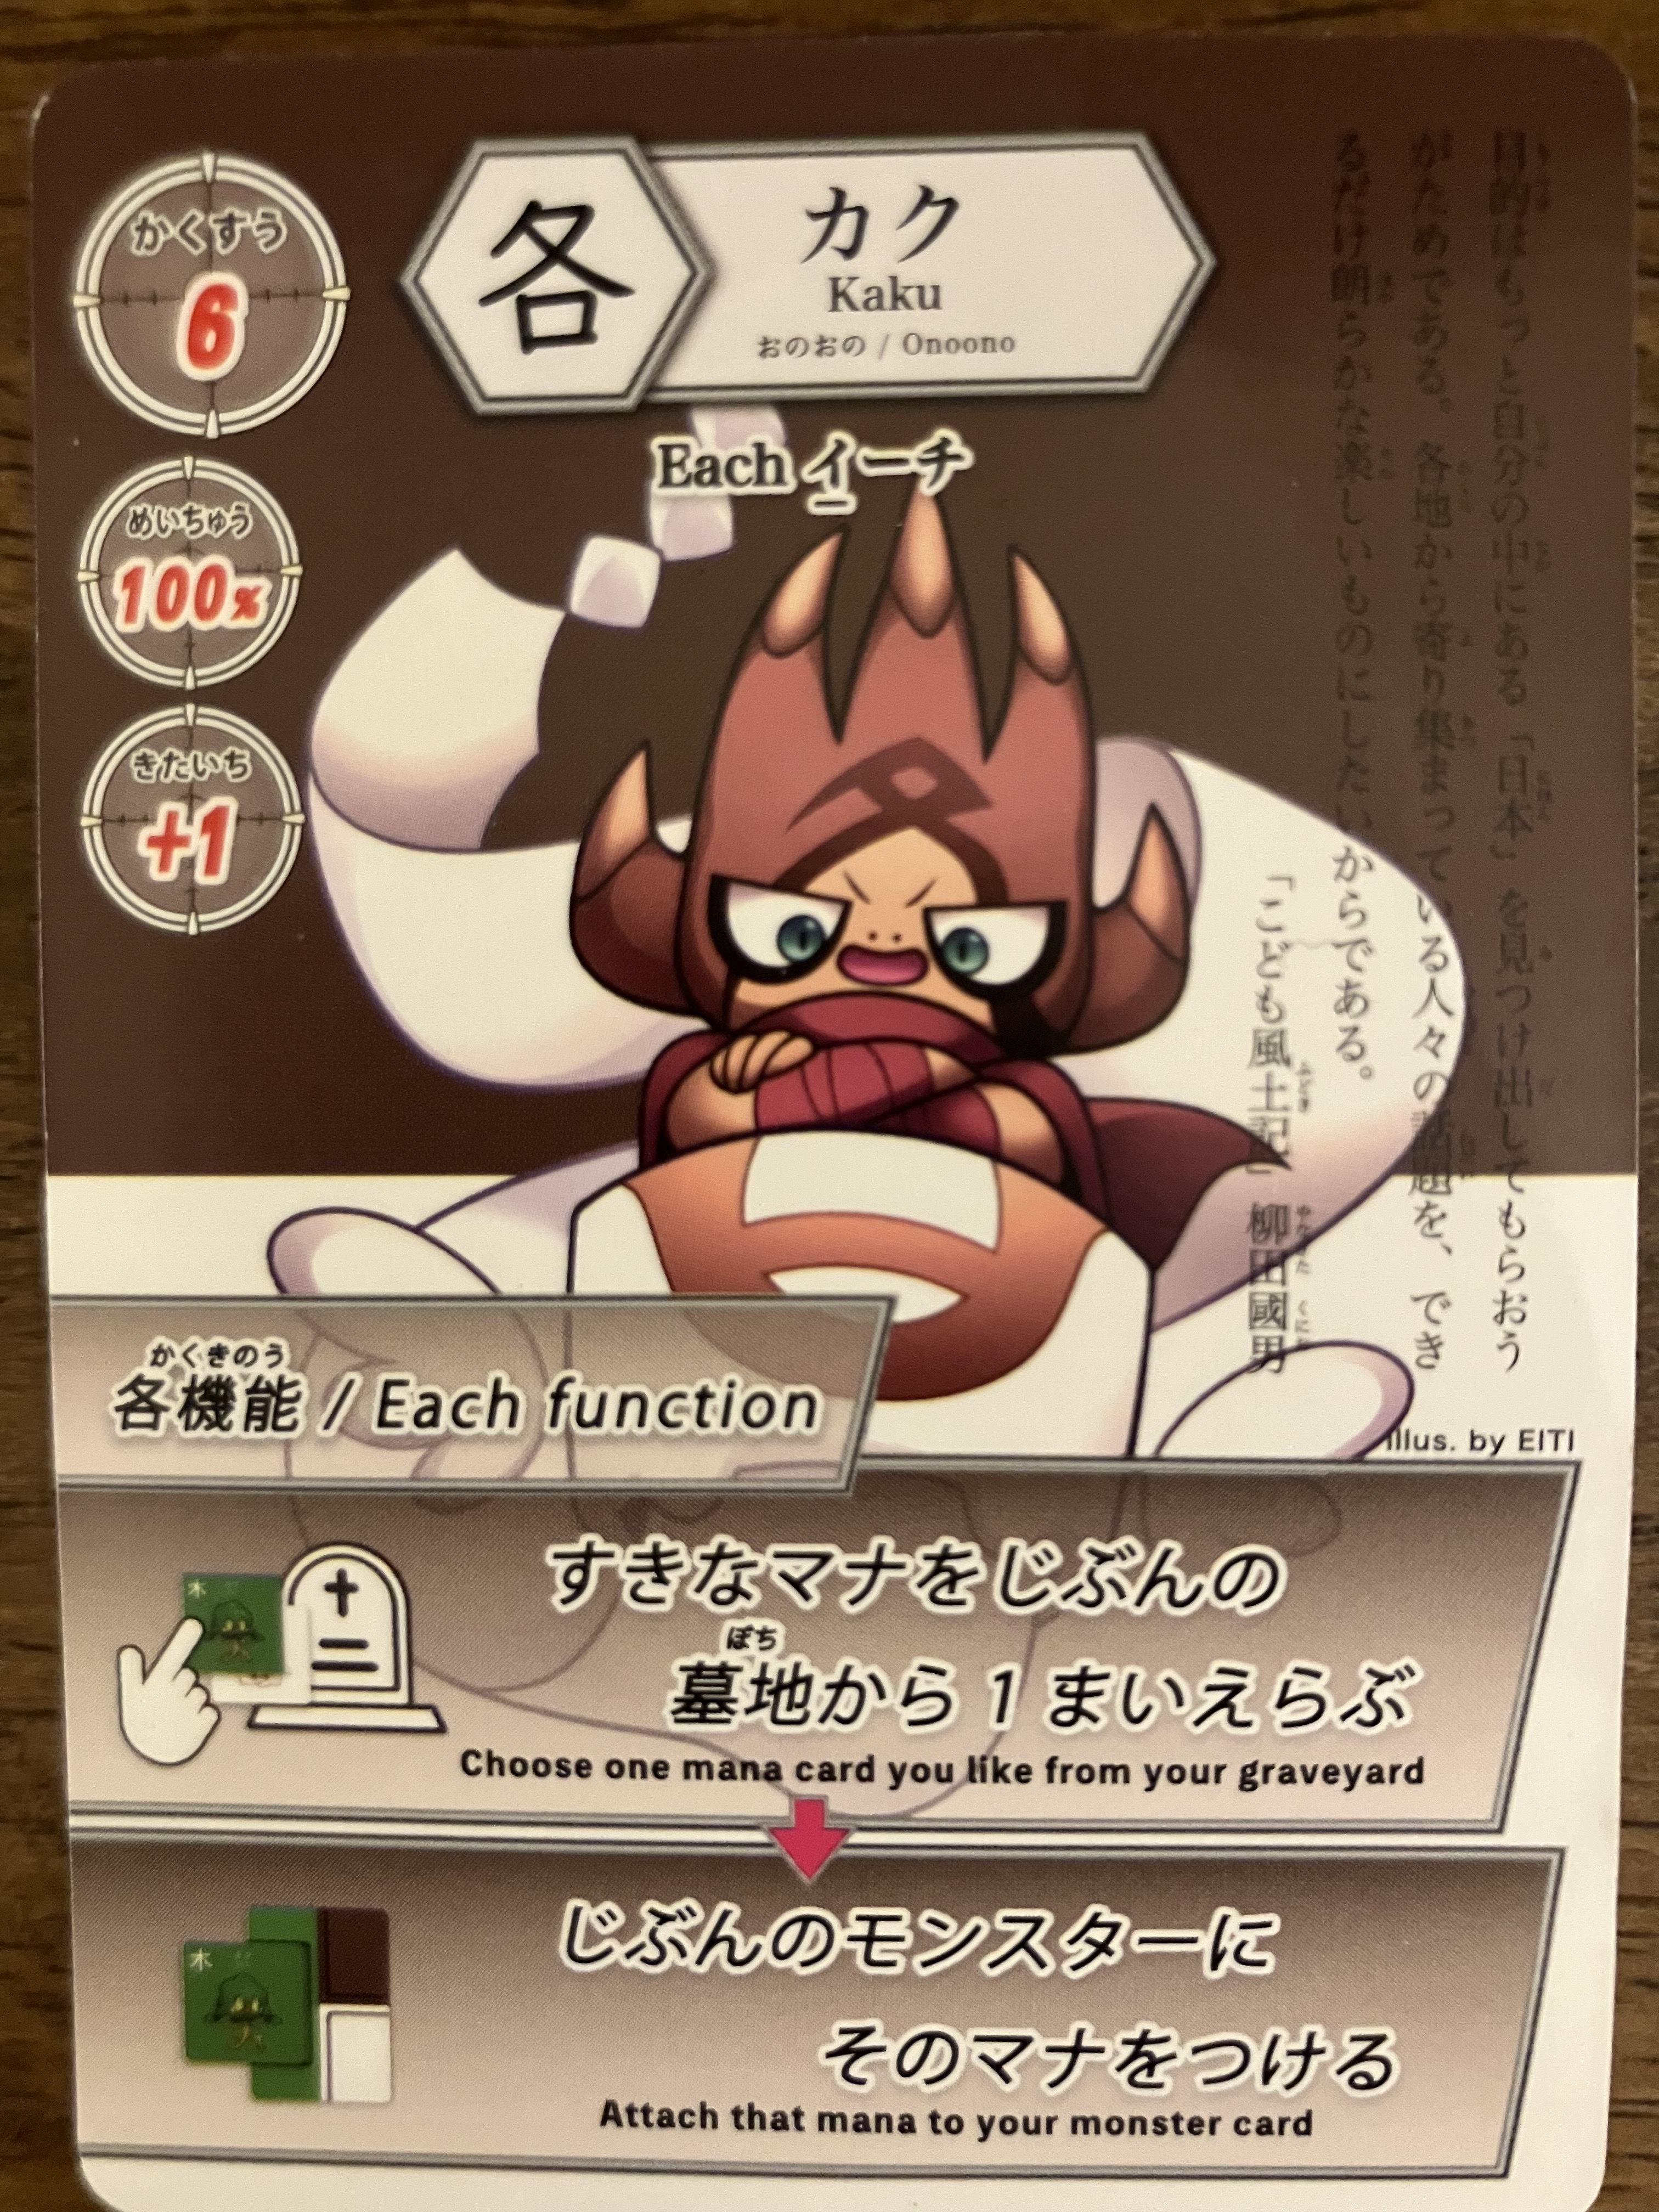 かくすう
6
めいちゅう
100%
きたいち
+1
各
カク
Kaku
おのおの / Onoono
Each イーチ
目的はもっと自分の中にある「日本」を見つけ出してもらおう
がためである。各地から寄り集まっている人々の話題を、でき
るだけ朗らかな楽しいものにしたいからである。
「こども風土記」 柳田國男
Illus. by EITI
かくきのう
各機能 / Each function
すきなマナをじぶんの
ぼち
墓地から1まいえらぶ
Choose one mana card you like from your graveyard
じぶんのモンスターに
そのマナをつける
Attach that mana to your monster card
木
木